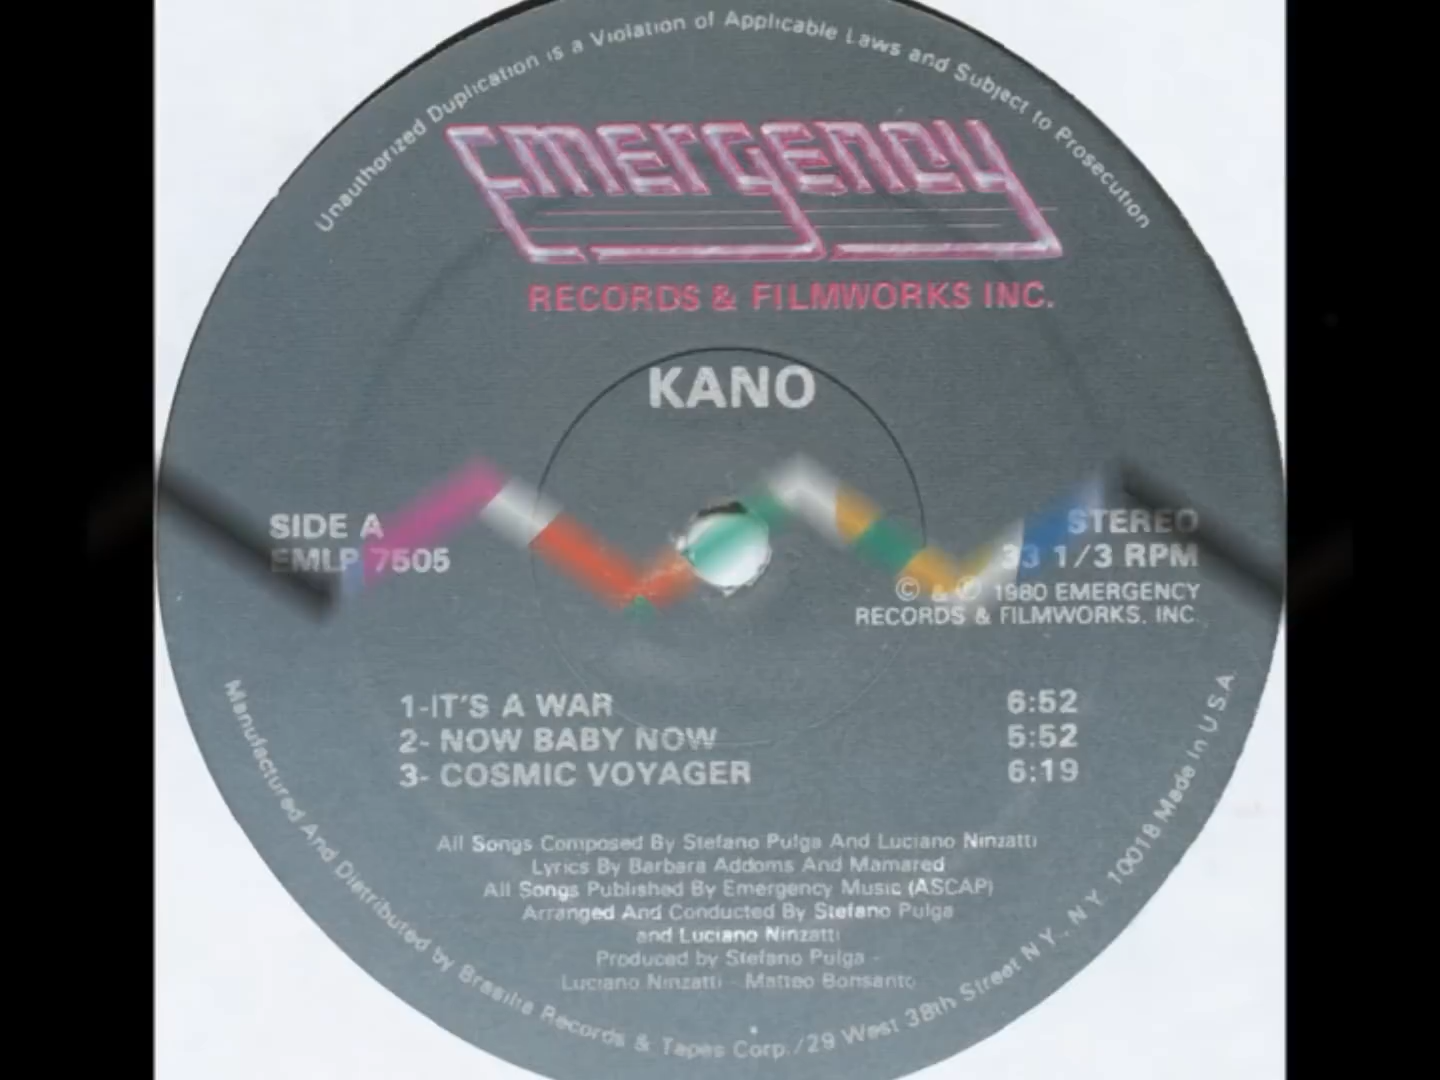 Unauthorized Duplication is a Violation of Applicable Laws and Subject to Prosecution
Emergency
RECORDS & FILMWORKS INC.
KANO
SIDE A
EMLP 7505
STEREO
33 1/3 RPM
© & ℗ 1980 EMERGENCY
RECORDS & FILMWORKS, INC
1-IT'S A WAR 6:52
2- NOW BABY NOW 5:52
3- COSMIC VOYAGER 6:19
All Songs Composed By Stefano Pulga And Luciano Ninzatti
Lyrics By Barbara Addoms And Mamared
All Songs Published By Emergency Music (ASCAP)
Arranged And Conducted By Stefano Pulga
and Luciano Ninzatti
Produced by Stefano Pulga -
Luciano Ninzatti - Matteo Bonsanto
Manufactured And Distributed by Brasilia Records & Tapes Corp./29 West 38th Street N.Y., N.Y. 10018 Made In U.S.A.